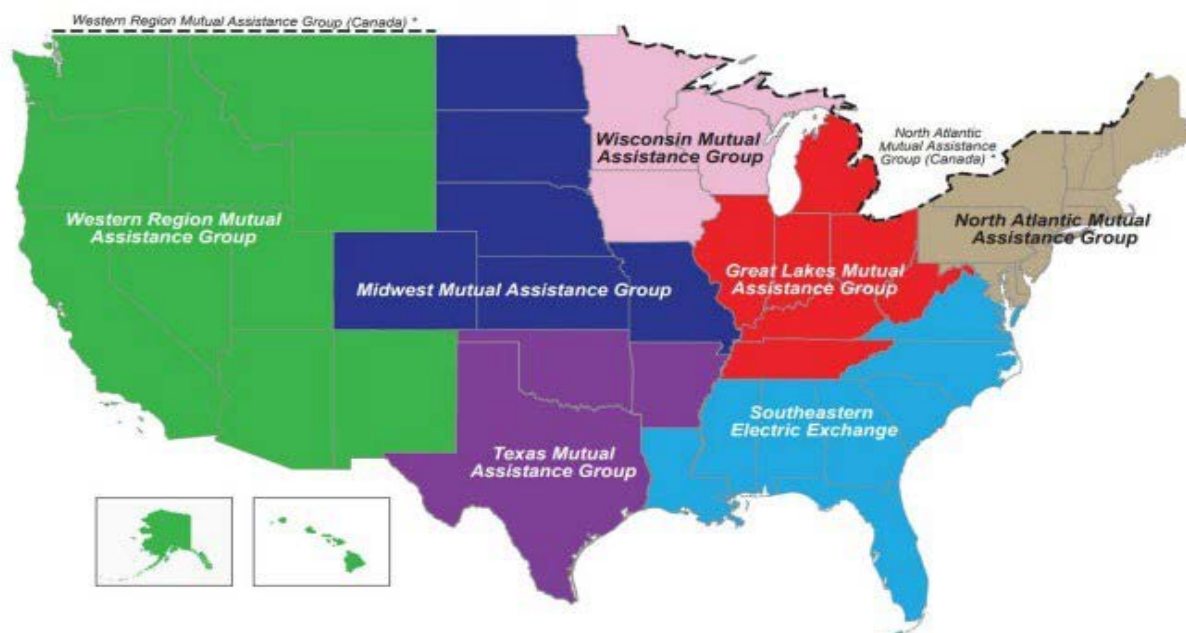 Western Region Mutual Assistance Group (Canada) *
Wisconsin Mutual
Assistance Group
North Atlantic
Mutual Assistance
Group (Canada) *
Western Region Mutual
Assistance Group
North Atlantic Mutual
Assistance Group
Midwest Mutual Assistance Group
Great Lakes Mutual
Assistance Group
Southeastern
Electric Exchange
Texas Mutual
Assistance Group